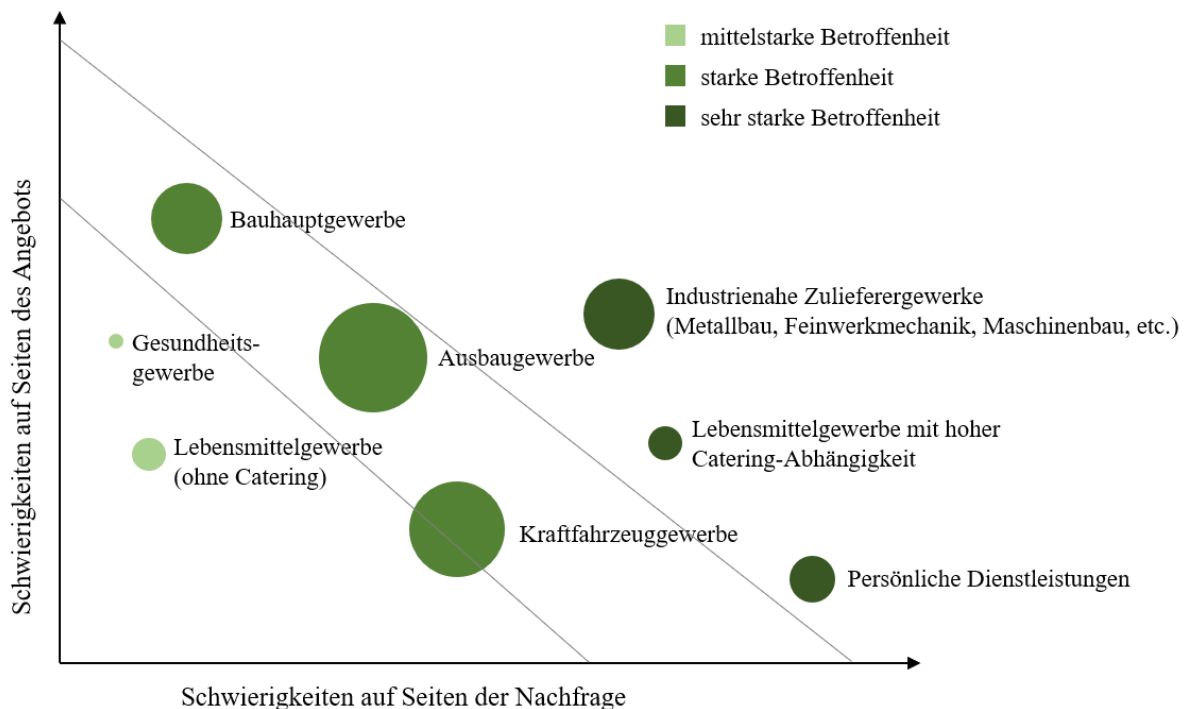 mittelstarke Betroffenheit
starke Betroffenheit
sehr starke Betroffenheit
Schwierigkeiten auf Seiten des Angebots
Bauhauptgewerbe
Industrienahe Zulieferergewerke
(Metallbau, Feinwerkmechanik, Maschinenbau, etc.)
Gesundheits-
gewerbe
Ausbaugewerbe
Lebensmittelgewerbe
(ohne Catering)
Lebensmittelgewerbe mit hoher
Catering-Abhängigkeit
Kraftfahrzeuggewerbe
Persönliche Dienstleistungen
Schwierigkeiten auf Seiten der Nachfrage